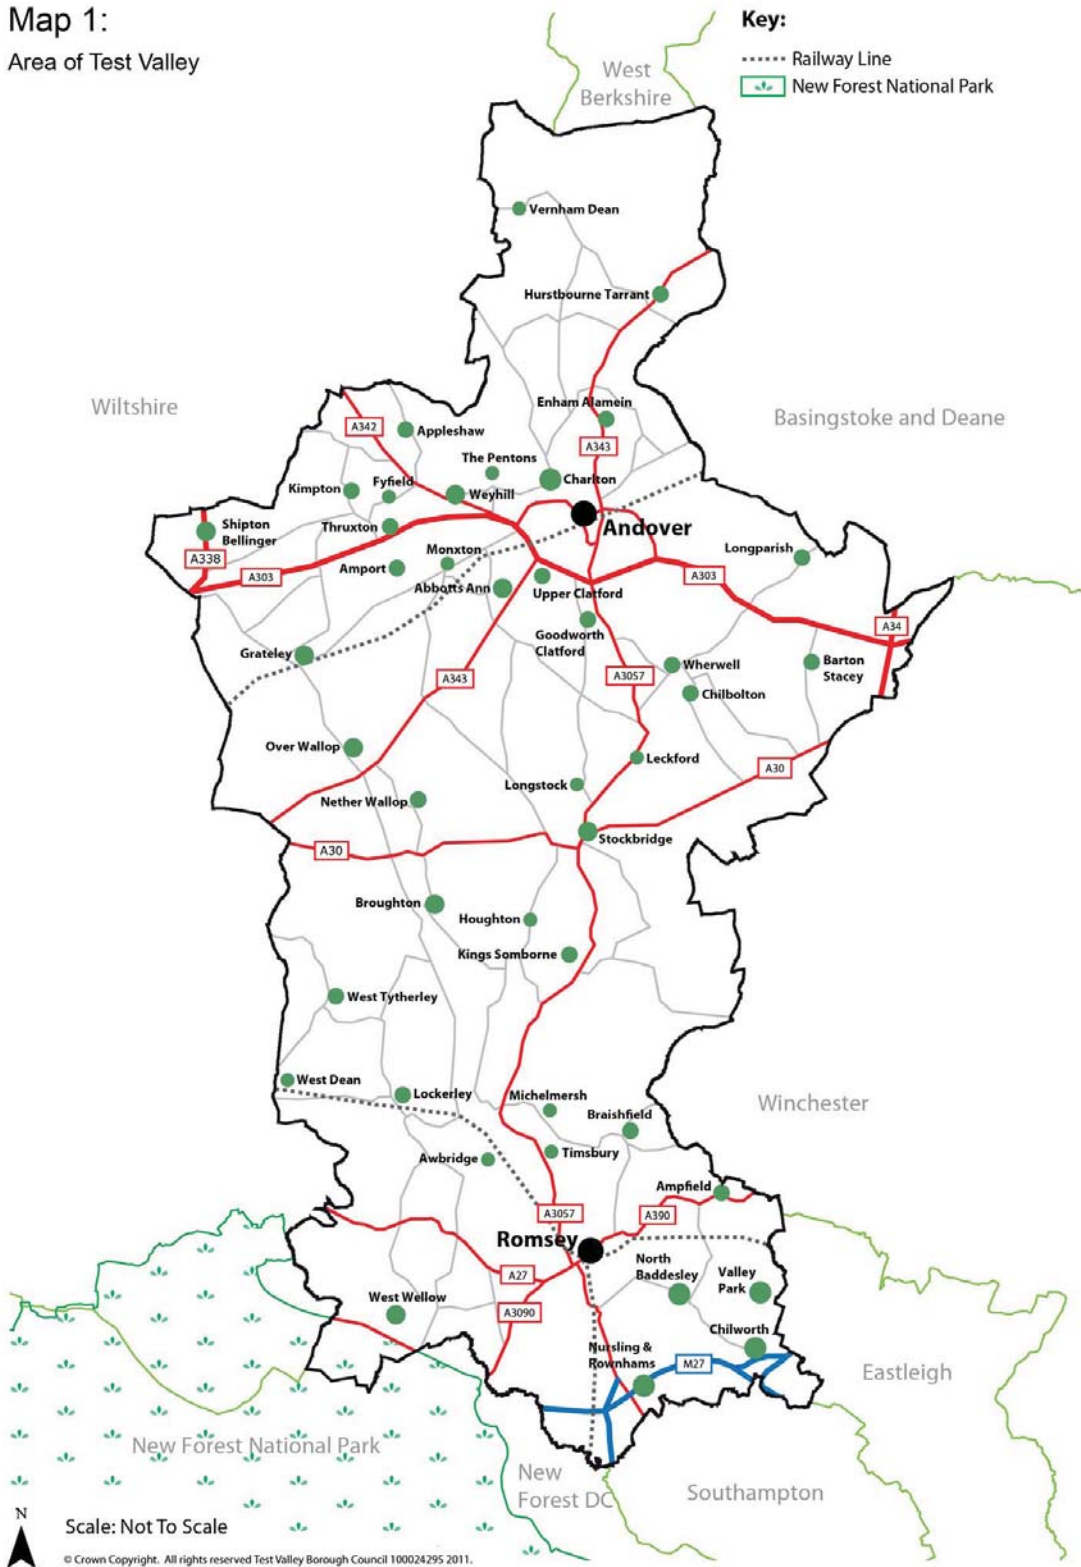 Map 1:
Area of Test Valley
Key:
Railway Line
New Forest National Park
West
Berkshire
Vernham Dean
Hurstbourne Tarrant
Wiltshire
Basingstoke and Deane
Enham Alamein
A342
Appleshaw
A343
The Pentons
Charlton
Kimpton
Fyfield
Weyhill
Shipton
Bellinger
Thruxton
Andover
Monxton
Longparish
A338
A303
Amport
Abbotts Ann
Upper Clatford
A303
Goodworth
Clatford
A34
Grateley
A343
A3057
Wherwell
Barton
Stacey
Chilbolton
Over Wallop
Leckford
A30
Longstock
Nether Wallop
Stockbridge
A30
Broughton
Houghton
Kings Somborne
West Tytherley
West Dean
Lockerley
Michelmersh
Braishfield
Winchester
Awbridge
Timsbury
Ampfield
A3057
A390
Romsey
North
Baddesley
Valley
Park
A27
West Wellow
A3090
Chilworth
Nursling &
Rownhams
M27
Eastleigh
New Forest National Park
New
Forest DC
Southampton
N
Scale: Not To Scale
© Crown Copyright. All rights reserved Test Valley Borough Council 100024295 2011.